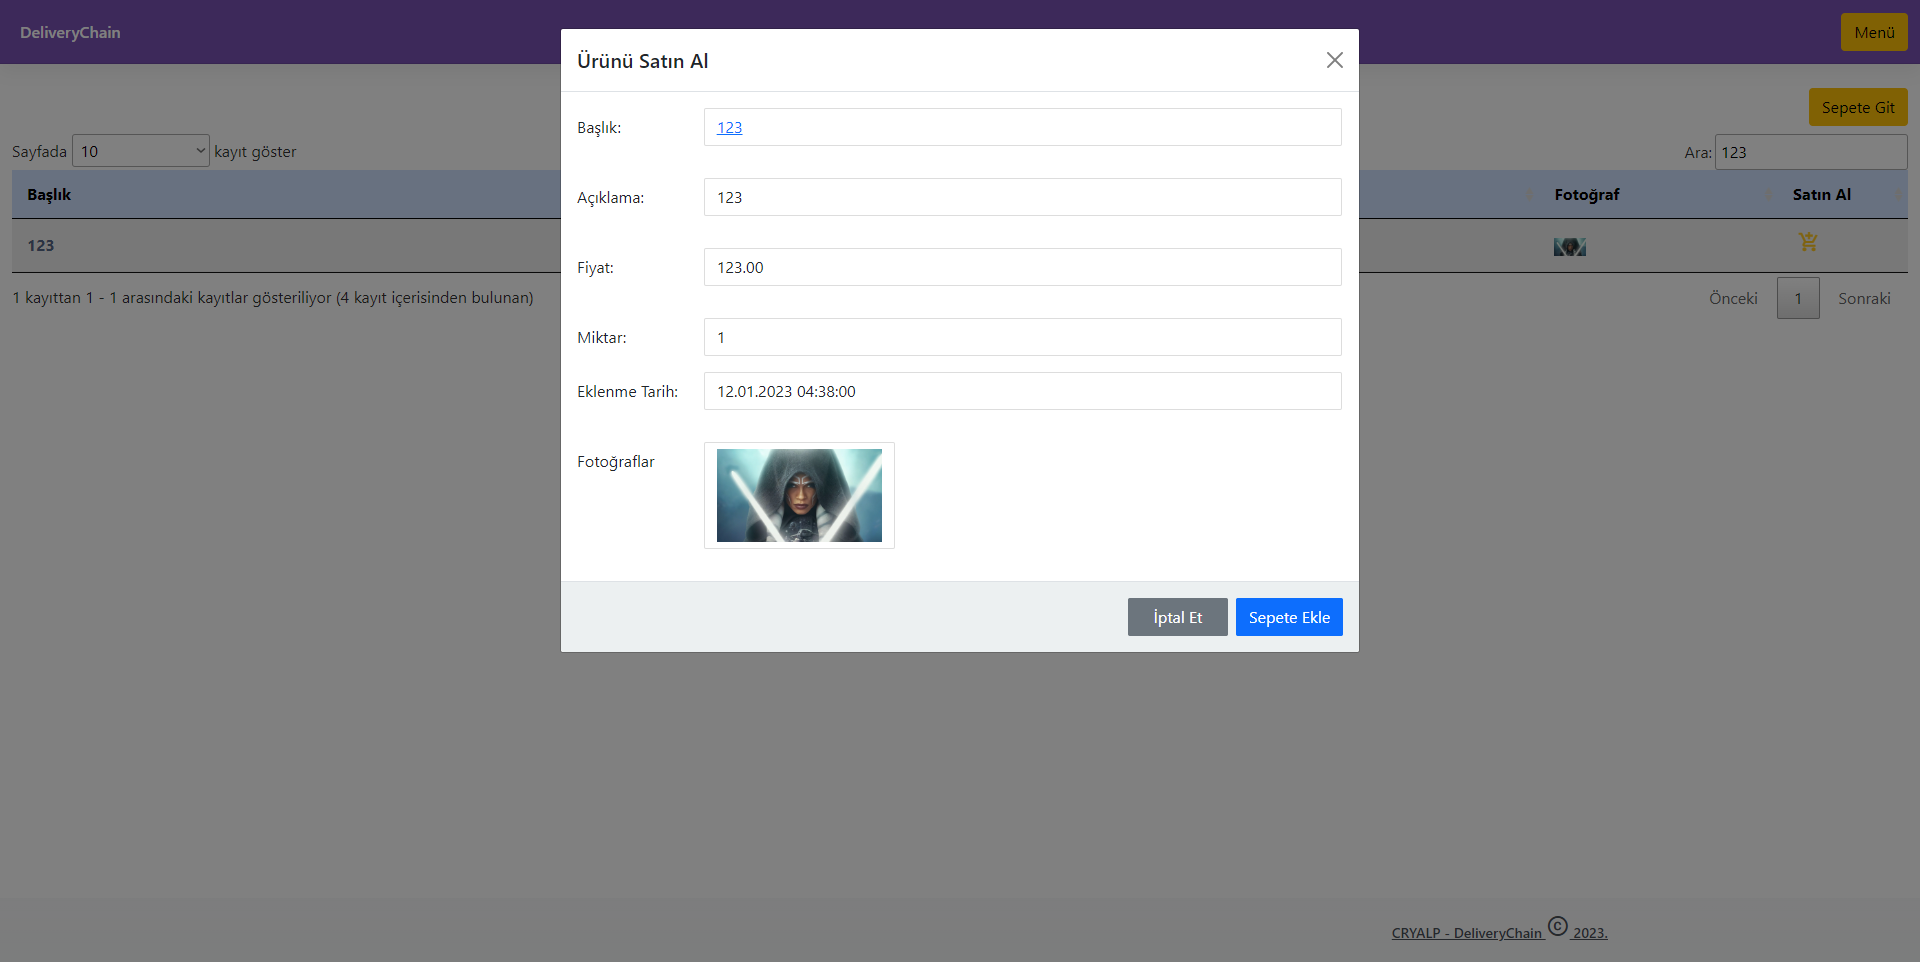 DeliveryChain
Menü
Sepete Git
Sayfada 10 kayıt göster
Ara: 123
Başlık
Fotoğraf
Satın Al
123
1 kayıttan 1 - 1 arasındaki kayıtlar gösteriliyor (4 kayıt içerisinden bulunan)
Önceki 1 Sonraki
Ürünü Satın Al
Başlık: 123
Açıklama: 123
Fiyat: 123.00
Miktar: 1
Eklenme Tarih: 12.01.2023 04:38:00
Fotoğraflar
İptal Et
Sepete Ekle
CRYALP - DeliveryChain © 2023.